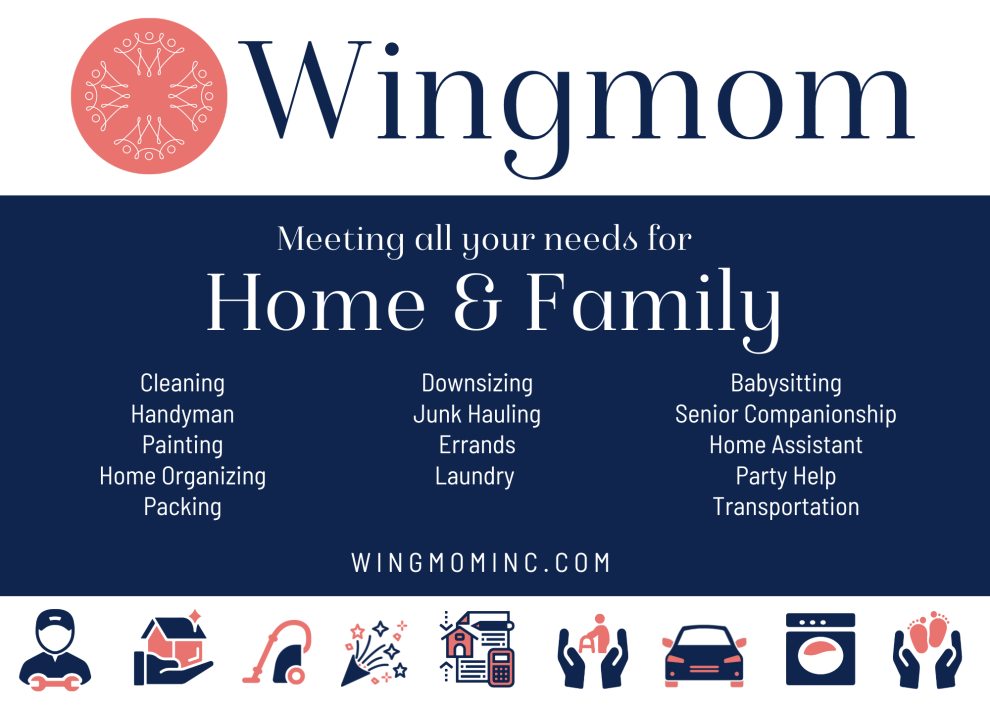 Wingmom
Meeting all your needs for
Home & Family
Cleaning
Handyman
Painting
Home Organizing
Packing
Downsizing
Junk Hauling
Errands
Laundry
Babysitting
Senior Companionship
Home Assistant
Party Help
Transportation
WINGMOMINC.COM